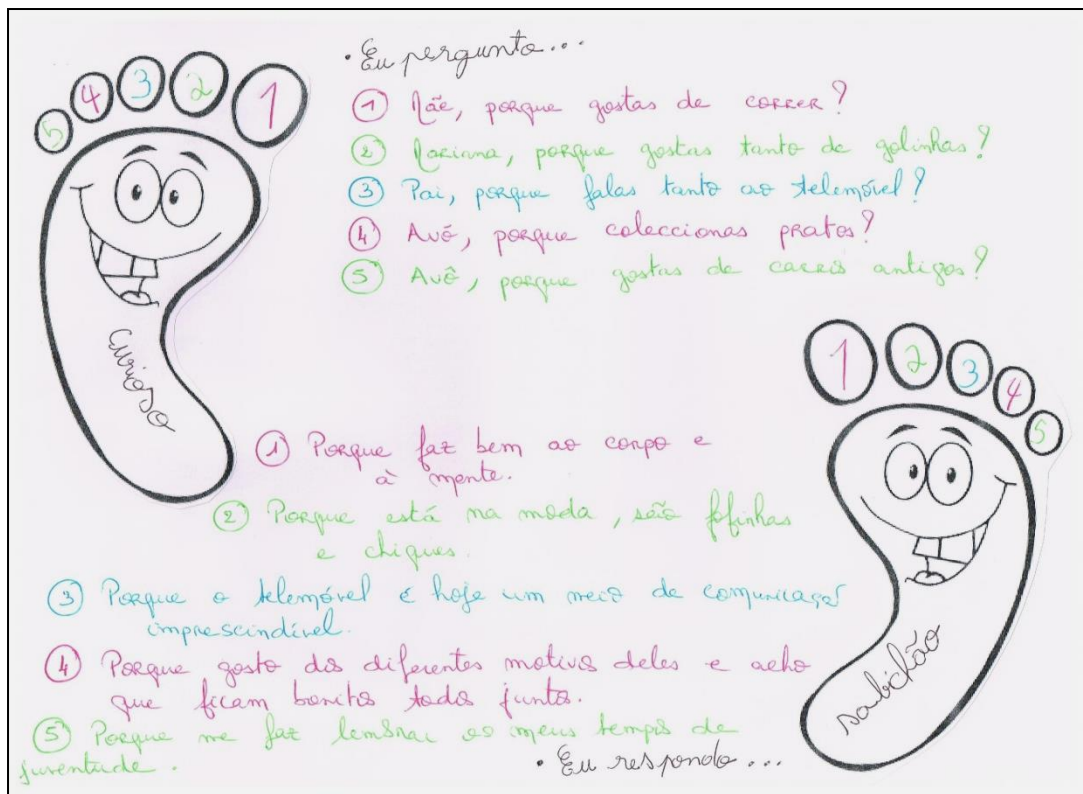 • Eu pergunto...
5 4 3 2 1
① Mãe, porque gostas de correr?
② Mariana, porque gostas tanto de golinhas?
③ Pai, porque falas tanto ao telemóvel?
④ Avó, porque coleccionas pratos?
⑤ Avô, porque gostas de carris antigos?
curioso
1 2 3 4 5
① Porque faz bem ao corpo e
à mente.
② Porque está na moda, são fofinhas
e chiques.
③ Porque o telemóvel é hoje um meio de comunicação
imprescindível.
④ Porque gosto dos diferentes motivos deles e acho
que ficam bonitos todos juntos.
⑤ Porque me faz lembrar os meus tempos de
juventude.
sabichão
• Eu respondo...